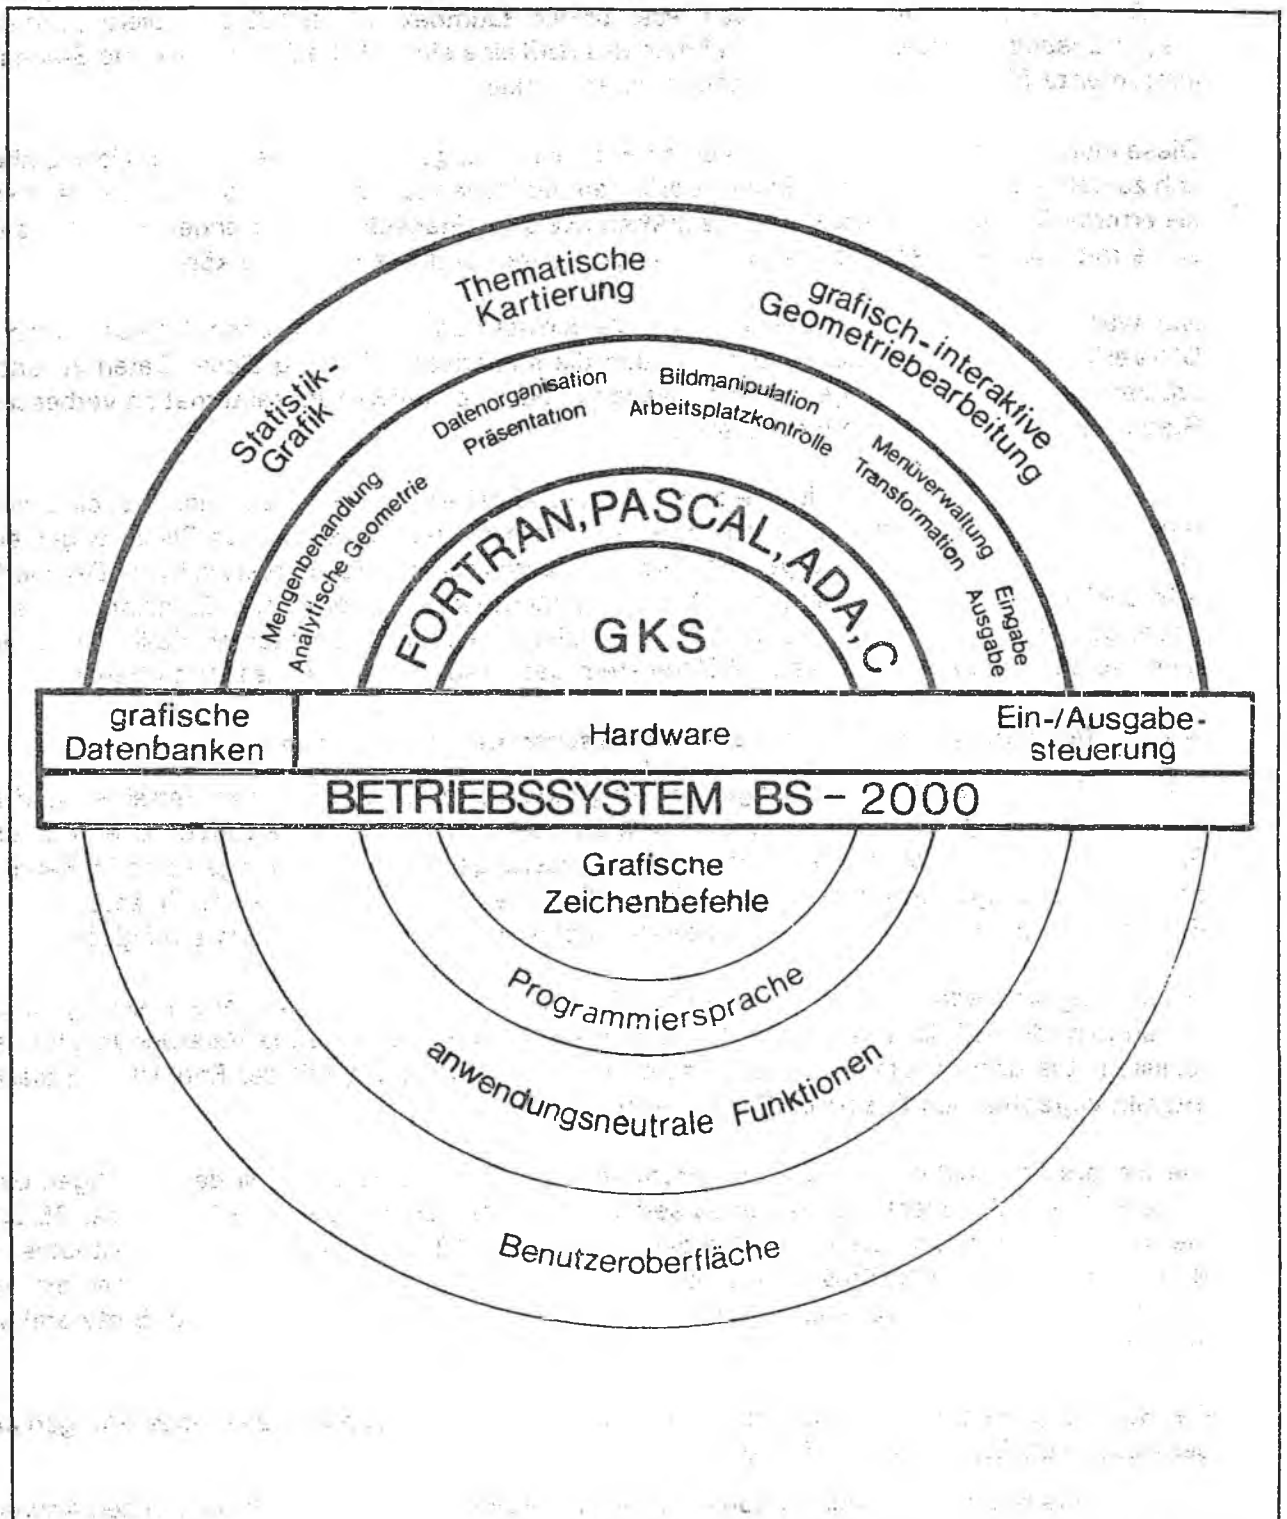 Thematische
Kartierung
grafisch-interaktive
Geometriebearbeitung
Statistik-
Grafik
Datenorganisation
Präsentation
Bildmanipulation
Arbeitsplatzkontrolle
Mengenbehandlung
Analytische Geometrie
Menüverwaltung
Transformation
Eingabe
Ausgabe
FORTRAN, PASCAL, ADA, C
GKS
grafische
Datenbanken
Hardware
Ein-/Ausgabe-
steuerung
BETRIEBSSYSTEM BS - 2000
Grafische
Zeichenbefehle
Programmiersprache
anwendungsneutrale Funktionen
Benutzeroberfläche